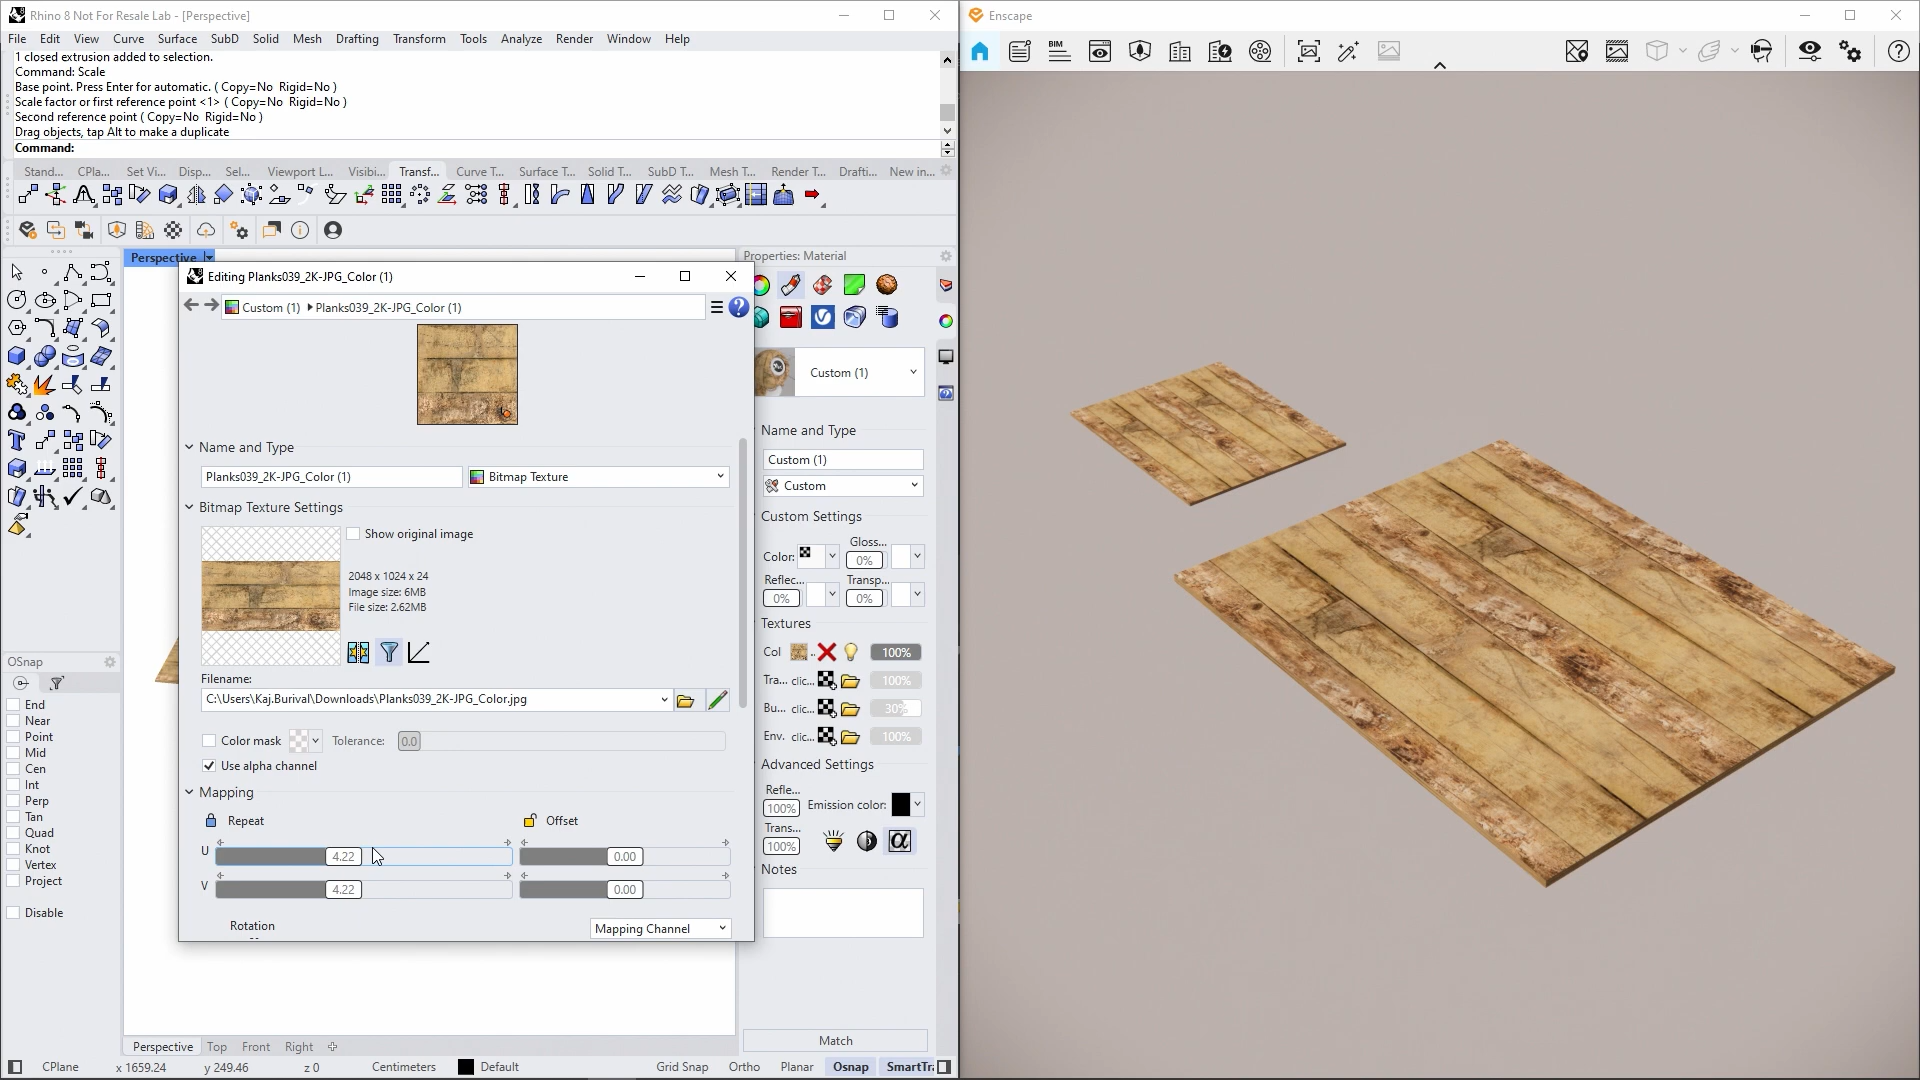 Rhino 8 Not For Resale Lab - [Perspective]
File Edit View Curve Surface SubD Solid Mesh Drafting Transform Tools Analyze Render Window Help
1 closed extrusion added to selection.
Command: Scale
Base point. Press Enter for automatic. ( Copy=No Rigid=No )
Scale factor or first reference point <1> ( Copy=No Rigid=No )
Second reference point ( Copy=No Rigid=No )
Drag objects, tap Alt to make a duplicate
Command:
Stand... CPla... Set Vi... Disp... Sel... Viewport L... Visibi... Transf... Curve T... Surface T... Solid T... SubD T... Mesh T... Render T... Drafti... New in...
Perspective
Editing Planks039_2K-JPG_Color (1)
Custom (1) Planks039_2K-JPG_Color (1)
Name and Type
Planks039_2K-JPG_Color (1) Bitmap Texture
Bitmap Texture Settings
Show original image
2048 x 1024 x 24
Image size: 6MB
File size: 2.62MB
Filename:
C:\Users\Kaj.Burival\Downloads\Planks039_2K-JPG_Color.jpg
Color mask Tolerance: 0.0
Use alpha channel
Mapping
Repeat Offset
U 4.22 0.00
V 4.22 0.00
Rotation
Mapping Channel
Properties: Material
Custom (1)
Name and Type
Custom (1)
Custom
Custom Settings
Color: Gloss... 0%
Reflec... 0% Transp... 0%
Textures
Col .. 100%
Tra... clic... 100%
Bu... clic... 30%
Env. clic... 100%
Advanced Settings
Refle... 100% Emission color:
Trans... 100%
Notes
Match
OSnap
End
Near
Point
Mid
Cen
Int
Perp
Tan
Quad
Knot
Vertex
Project
Disable
Perspective Top Front Right
CPlane x 1659.24 y 249.46 z 0 Centimeters Default Grid Snap Ortho Planar Osnap SmartTra
Enscape
BIM